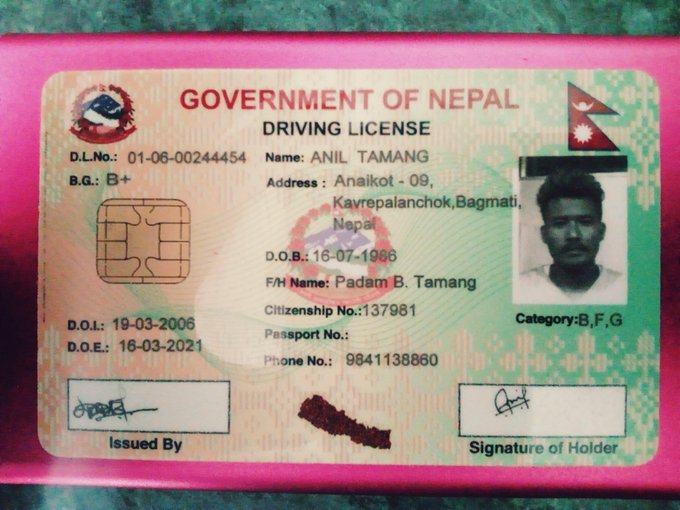 GOVERNMENT OF NEPAL
DRIVING LICENSE
D.L.No.: 01-06-00244454
B.G.: B+
Name: ANIL TAMANG
Address : Anaikot - 09,
Kavrepalanchok,Bagmati,
Nepal
D.O.B.: 16-07-1986
F/H Name: Padam B. Tamang
Citizenship No.:137981
Passport No.:
Phone No.: 9841138860
D.O.I.: 19-03-2006
D.O.E.: 16-03-2021
Category:B,F,G
Issued By
Anil
Signature of Holder